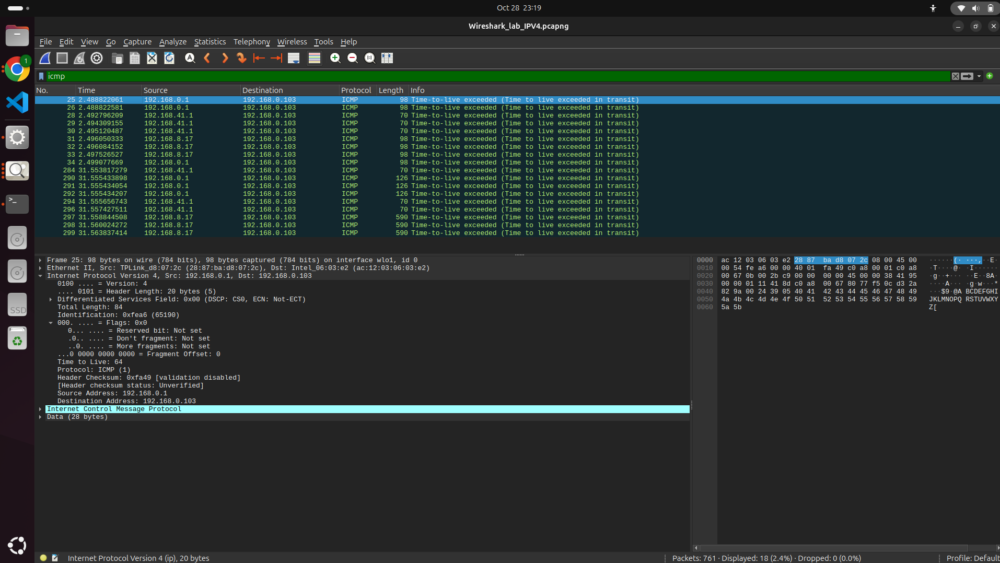 Oct 28 23:19
Wireshark_lab_IPV4.pcapng
File Edit View Go Capture Analyze Statistics Telephony Wireless Tools Help
icmp
No. Time Source Destination Protocol Length Info
25 2.488822061 192.168.0.1 192.168.0.103 ICMP 98 Time-to-live exceeded (Time to live exceeded in transit)
26 2.488822581 192.168.0.1 192.168.0.103 ICMP 98 Time-to-live exceeded (Time to live exceeded in transit)
28 2.492796209 192.168.41.1 192.168.0.103 ICMP 70 Time-to-live exceeded (Time to live exceeded in transit)
29 2.494309155 192.168.41.1 192.168.0.103 ICMP 70 Time-to-live exceeded (Time to live exceeded in transit)
30 2.495120487 192.168.41.1 192.168.0.103 ICMP 70 Time-to-live exceeded (Time to live exceeded in transit)
31 2.496050333 192.168.8.17 192.168.0.103 ICMP 98 Time-to-live exceeded (Time to live exceeded in transit)
32 2.496084152 192.168.8.17 192.168.0.103 ICMP 98 Time-to-live exceeded (Time to live exceeded in transit)
33 2.497526527 192.168.8.17 192.168.0.103 ICMP 98 Time-to-live exceeded (Time to live exceeded in transit)
34 2.499077669 192.168.0.1 192.168.0.103 ICMP 98 Time-to-live exceeded (Time to live exceeded in transit)
284 31.553817279 192.168.41.1 192.168.0.103 ICMP 70 Time-to-live exceeded (Time to live exceeded in transit)
290 31.555433898 192.168.0.1 192.168.0.103 ICMP 126 Time-to-live exceeded (Time to live exceeded in transit)
291 31.555434054 192.168.0.1 192.168.0.103 ICMP 126 Time-to-live exceeded (Time to live exceeded in transit)
292 31.555434207 192.168.0.1 192.168.0.103 ICMP 126 Time-to-live exceeded (Time to live exceeded in transit)
294 31.555656743 192.168.41.1 192.168.0.103 ICMP 70 Time-to-live exceeded (Time to live exceeded in transit)
296 31.557427511 192.168.41.1 192.168.0.103 ICMP 70 Time-to-live exceeded (Time to live exceeded in transit)
297 31.558844508 192.168.8.17 192.168.0.103 ICMP 590 Time-to-live exceeded (Time to live exceeded in transit)
298 31.560024272 192.168.8.17 192.168.0.103 ICMP 590 Time-to-live exceeded (Time to live exceeded in transit)
299 31.563837414 192.168.8.17 192.168.0.103 ICMP 590 Time-to-live exceeded (Time to live exceeded in transit)
Frame 25: 98 bytes on wire (784 bits), 98 bytes captured (784 bits) on interface wlo1, id 0
Ethernet II, Src: TPLink_d8:07:2c (28:87:ba:d8:07:2c), Dst: Intel_06:03:e2 (ac:12:03:06:03:e2)
Internet Protocol Version 4, Src: 192.168.0.1, Dst: 192.168.0.103
0100 .... = Version: 4
.... 0101 = Header Length: 20 bytes (5)
Differentiated Services Field: 0x00 (DSCP: CS0, ECN: Not-ECT)
Total Length: 84
Identification: 0xfea6 (65190)
000. .... = Flags: 0x0
0... .... = Reserved bit: Not set
.0.. .... = Don't fragment: Not set
..0. .... = More fragments: Not set
...0 0000 0000 0000 = Fragment Offset: 0
Time to Live: 64
Protocol: ICMP (1)
Header Checksum: 0xfa49 [validation disabled]
[Header checksum status: Unverified]
Source Address: 192.168.0.1
Destination Address: 192.168.0.103
Internet Control Message Protocol
Data (28 bytes)
0000 ac 12 03 06 03 e2 28 87 ba d8 07 2c 08 00 45 00 ······(· ···,··E·
0010 00 54 fe a6 00 00 40 01 fa 49 c0 a8 00 01 c0 a8 ·T····@· ·I······
0020 00 67 0b 00 2b c9 00 00 00 00 45 00 00 38 41 95 ·g··+··· ··E··8A·
0030 00 00 01 11 41 8d c0 a8 00 67 80 77 f5 0c d3 2a ····A··· ·g·w···*
0040 82 9a 00 24 39 05 40 41 42 43 44 45 46 47 48 49 ···$9·@A BCDEFGHI
0050 4a 4b 4c 4d 4e 4f 50 51 52 53 54 55 56 57 58 59 JKLMNOPQ RSTUVWXY
0060 5a 5b Z[
SSD
1
Internet Protocol Version 4 (ip), 20 bytes
Packets: 761 · Displayed: 18 (2.4%) · Dropped: 0 (0.0%)
Profile: Default